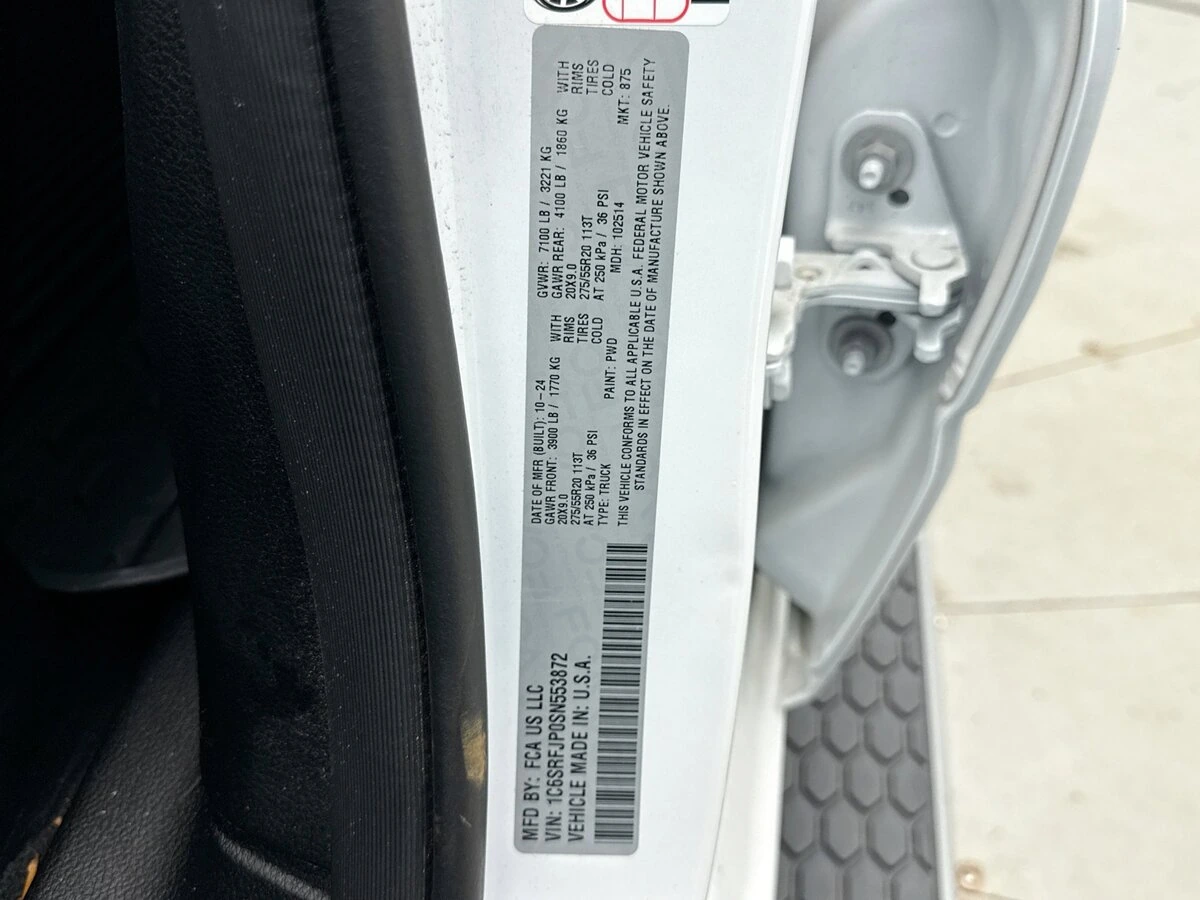 MFD BY: FCA US LLC
VIN: 1C6SRFJP0SN553872
VEHICLE MADE IN: U.S.A.
DATE OF MFR (BUILT): 10-24
GAWR FRONT: 3900 LB / 1770 KG WITH
20X9.0 RIMS
275/55R20 113T TIRES
AT 250 kPa / 36 PSI COLD
TYPE: TRUCK PAINT: PWD
GVWR: 7100 LB / 3221 KG
GAWR REAR: 4100 LB / 1860 KG WITH
20X9.0 RIMS
275/55R20 113T TIRES
AT 250 kPa / 36 PSI COLD
MDH: 102514 MKT: 875
THIS VEHICLE CONFORMS TO ALL APPLICABLE U.S.A. FEDERAL MOTOR VEHICLE SAFETY
STANDARDS IN EFFECT ON THE DATE OF MANUFACTURE SHOWN ABOVE.